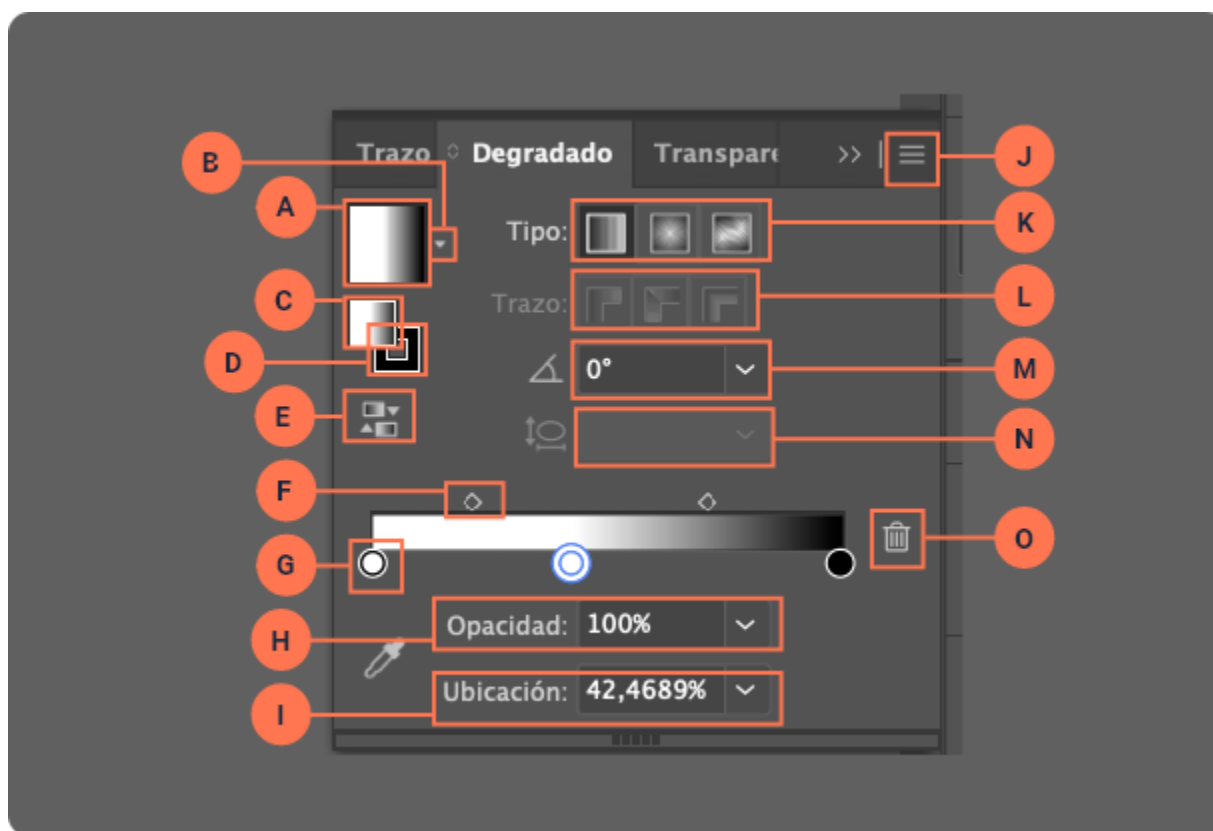 Trazo Degradado Transpare >>
B
J
A
Tipo:
K
C
Trazo:
L
D
0°
M
E
N
F
G
O
Opacidad: 100%
H
Ubicación: 42,4689%
I